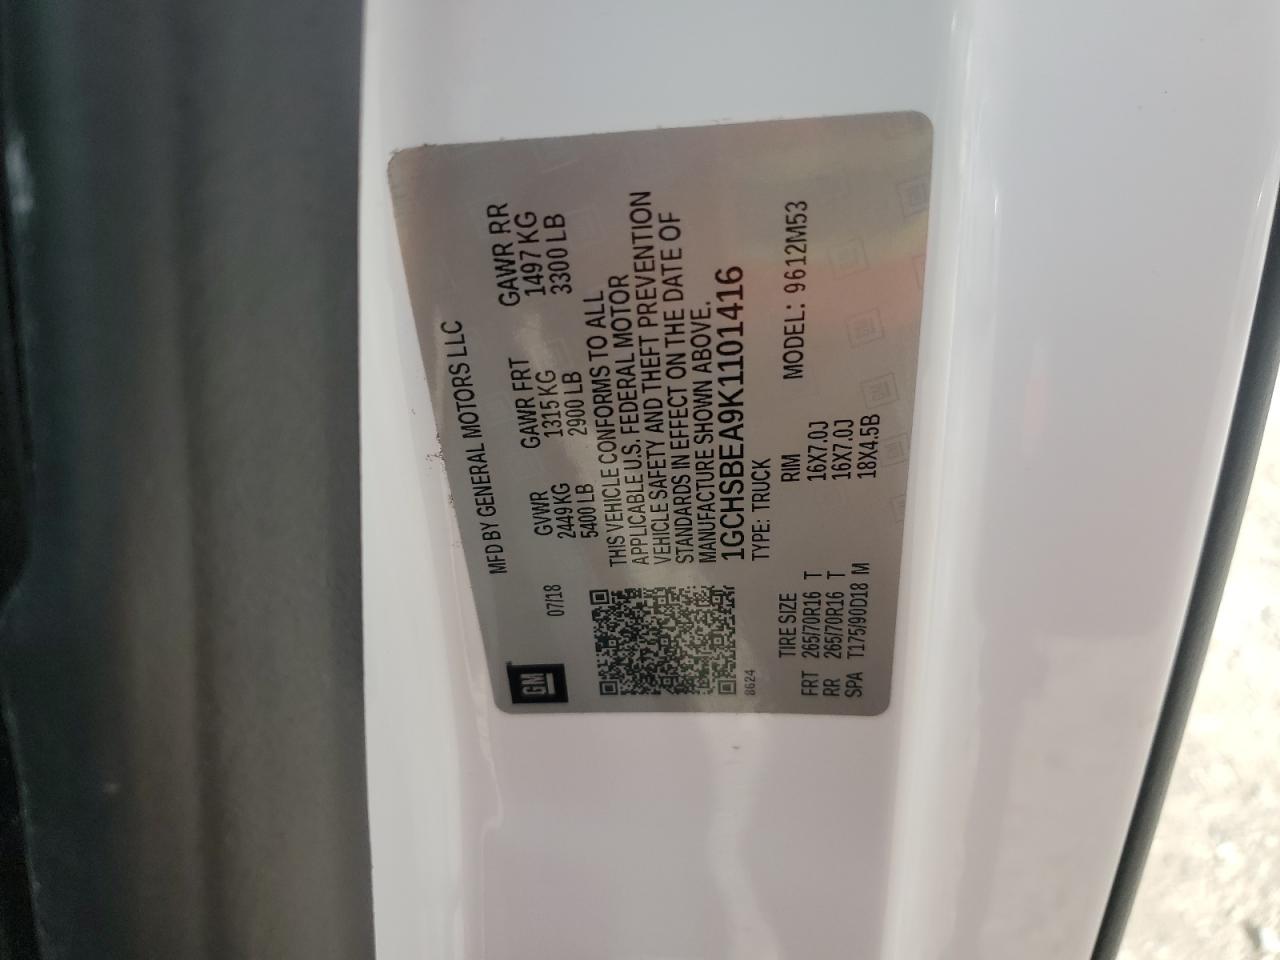 MFD BY GENERAL MOTORS LLC
GM
07/18
GVWR GAWR FRT GAWR RR
2449 KG 1315 KG 1497 KG
5400 LB 2900 LB 3300 LB
THIS VEHICLE CONFORMS TO ALL
APPLICABLE U.S. FEDERAL MOTOR
VEHICLE SAFETY AND THEFT PREVENTION
STANDARDS IN EFFECT ON THE DATE OF
MANUFACTURE SHOWN ABOVE.
1GCHSBEA9K1101416
8624
TYPE: TRUCK
TIRE SIZE RIM MODEL: 9612M53
FRT 265/70R16 T 16X7.0J
RR 265/70R16 T 16X7.0J
SPA T175/90D18 M 18X4.5B